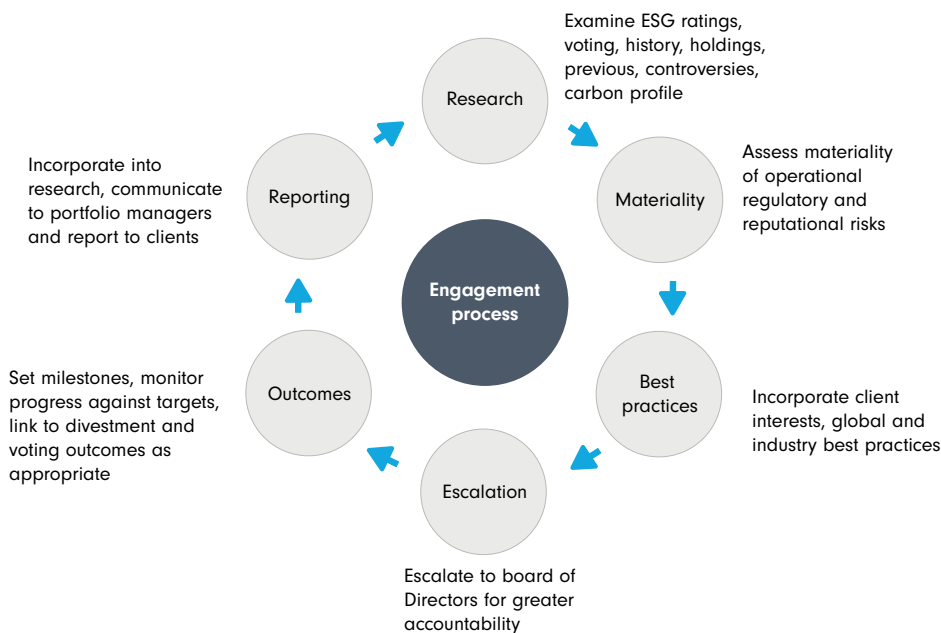 Examine ESG ratings,
voting, history, holdings,
previous, controversies,
carbon profile
Research
Assess materiality
of operational
regulatory and
reputational risks
Materiality
Best
practices
Incorporate client
interests, global and
industry best practices
Escalation
Escalate to board of
Directors for greater
accountability
Outcomes
Set milestones, monitor
progress against targets,
link to divestment and
voting outcomes as
appropriate
Reporting
Incorporate into
research, communicate
to portfolio managers
and report to clients
Engagement
process